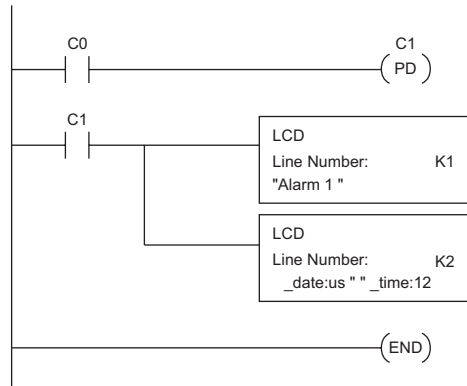 C0 C1
PD
C1
LCD
Line Number: K1
"Alarm 1 "
LCD
Line Number: K2
_date:us " " _time:12
END